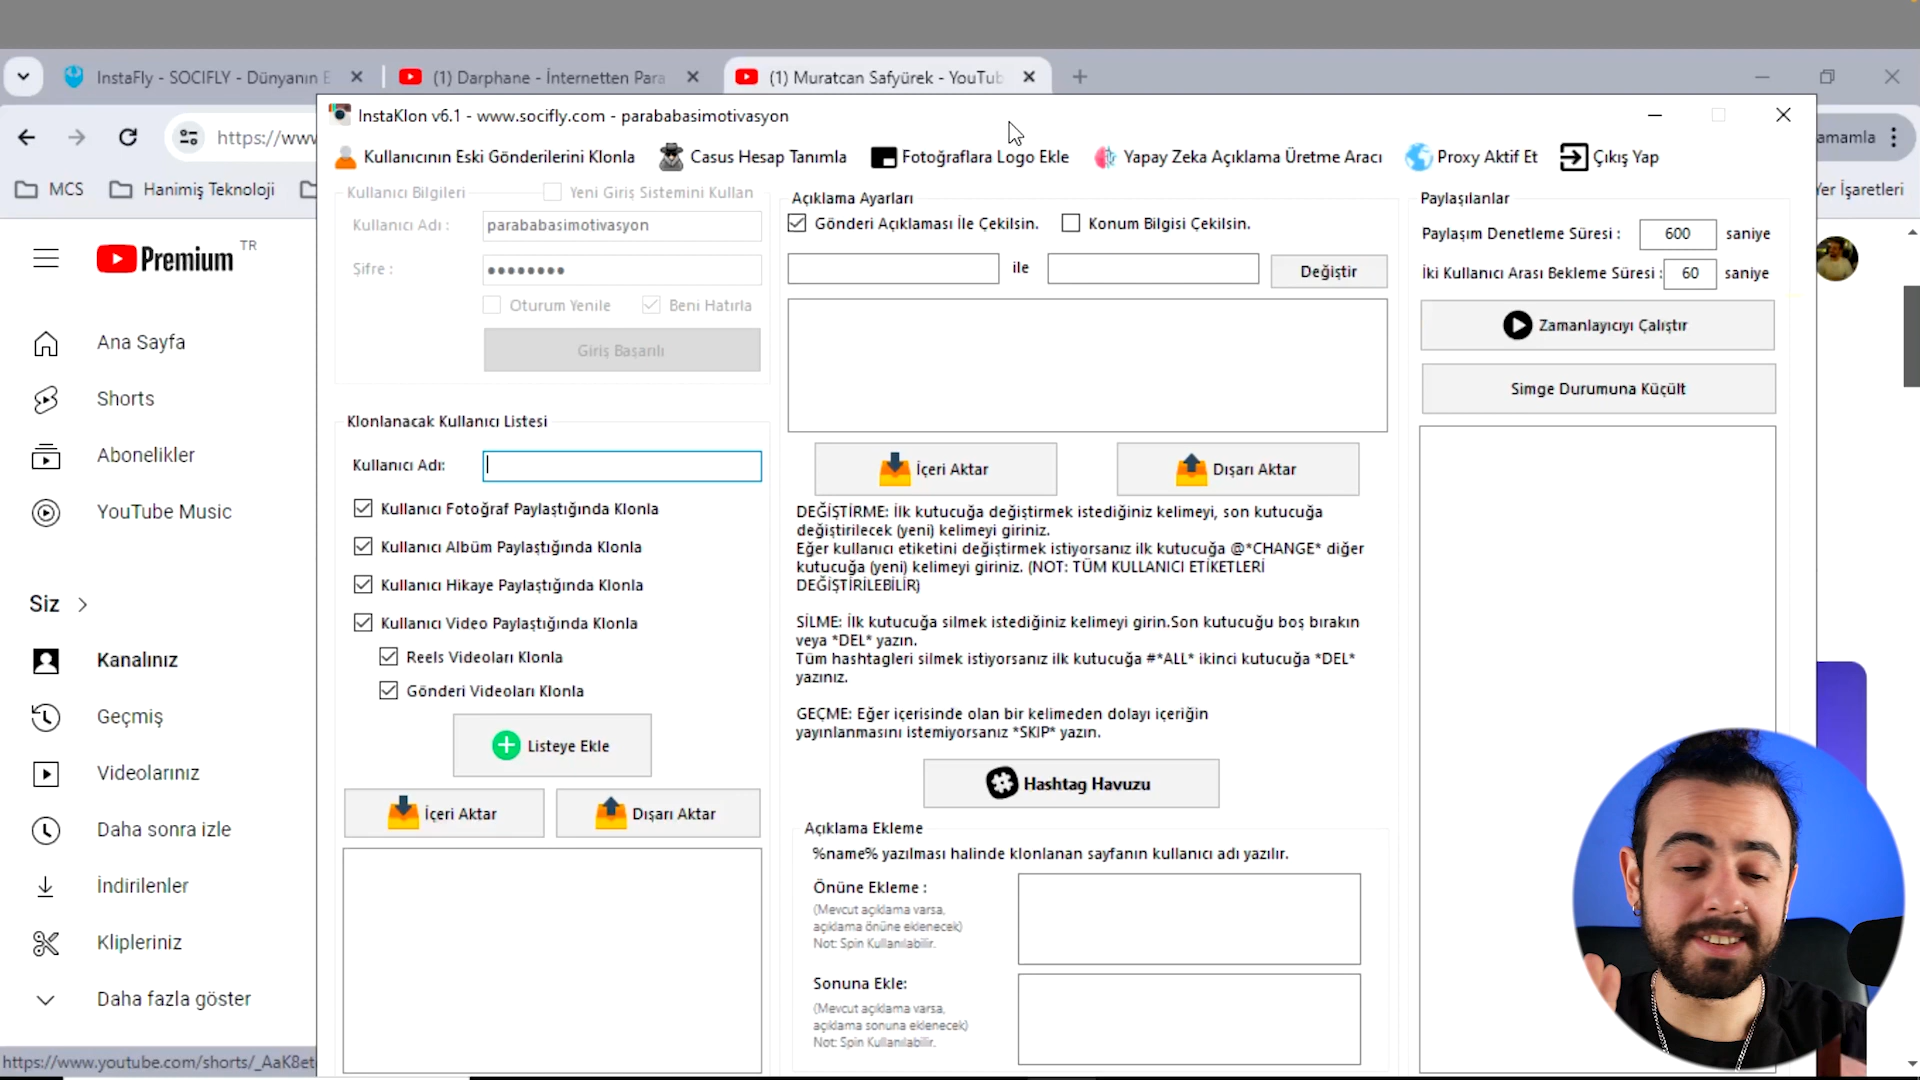 InstaFly - SOCIFLY - Dünyanın E
(1) Darphane - İnternetten Para
(1) Muratcan Safyürek - YouTub
https://www
amamla
MCS
Hanimiş Teknoloji
Yer İşaretleri
Premium
TR
Ana Sayfa
Shorts
Abonelikler
YouTube Music
Siz
Kanalınız
Geçmiş
Videolarınız
Daha sonra izle
İndirilenler
Klipleriniz
Daha fazla göster
https://www.youtube.com/shorts/_AaK8et
InstaKlon v6.1 - www.socifly.com - parababasimotivasyon
Kullanıcının Eski Gönderilerini Klonla
Casus Hesap Tanımla
Fotoğraflara Logo Ekle
Yapay Zeka Açıklama Üretme Aracı
Proxy Aktif Et
Çıkış Yap
Kullanıcı Bilgileri
Yeni Giriş Sistemini Kullan
Kullanıcı Adı :
parababasimotivasyon
Şifre :
••••••••
Oturum Yenile
Beni Hatırla
Giriş Başarılı
Klonlanacak Kullanıcı Listesi
Kullanıcı Adı:
Kullanıcı Fotoğraf Paylaştığında Klonla
Kullanıcı Albüm Paylaştığında Klonla
Kullanıcı Hikaye Paylaştığında Klonla
Kullanıcı Video Paylaştığında Klonla
Reels Videoları Klonla
Gönderi Videoları Klonla
Listeye Ekle
İçeri Aktar
Dışarı Aktar
Açıklama Ayarları
Gönderi Açıklaması İle Çekilsin.
Konum Bilgisi Çekilsin.
ile
Değiştir
İçeri Aktar
Dışarı Aktar
DEĞİŞTİRME: İlk kutucuğa değiştirmek istediğiniz kelimeyi, son kutucuğa
değiştirilecek (yeni) kelimeyi giriniz.
Eğer kullanıcı etiketini değiştirmek istiyorsanız ilk kutucuğa @*CHANGE* diğer
kutucuğa (yeni) kelimeyi giriniz. (NOT: TÜM KULLANICI ETİKETLERİ
DEĞİŞTİRİLEBİLİR)
SİLME: İlk kutucuğa silmek istediğiniz kelimeyi girin.Son kutucuğu boş bırakın
veya *DEL* yazın.
Tüm hashtagleri silmek istiyorsanız ilk kutucuğa #*ALL* ikinci kutucuğa *DEL*
yazınız.
GEÇME: Eğer içerisinde olan bir kelimeden dolayı içeriğin
yayınlanmasını istemiyorsanız *SKIP* yazın.
Hashtag Havuzu
Açıklama Ekleme
%name% yazılması halinde klonlanan sayfanın kullanıcı adı yazılır.
Önüne Ekleme :
(Mevcut açıklama varsa,
açıklama önüne eklenecek)
Not: Spin Kullanılabilir.
Sonuna Ekle:
(Mevcut açıklama varsa,
açıklama sonuna eklenecek)
Not: Spin Kullanılabilir.
Paylaşılanlar
Paylaşım Denetleme Süresi :
600
saniye
İki Kullanıcı Arası Bekleme Süresi :
60
saniye
Zamanlayıcıyı Çalıştır
Simge Durumuna Küçült